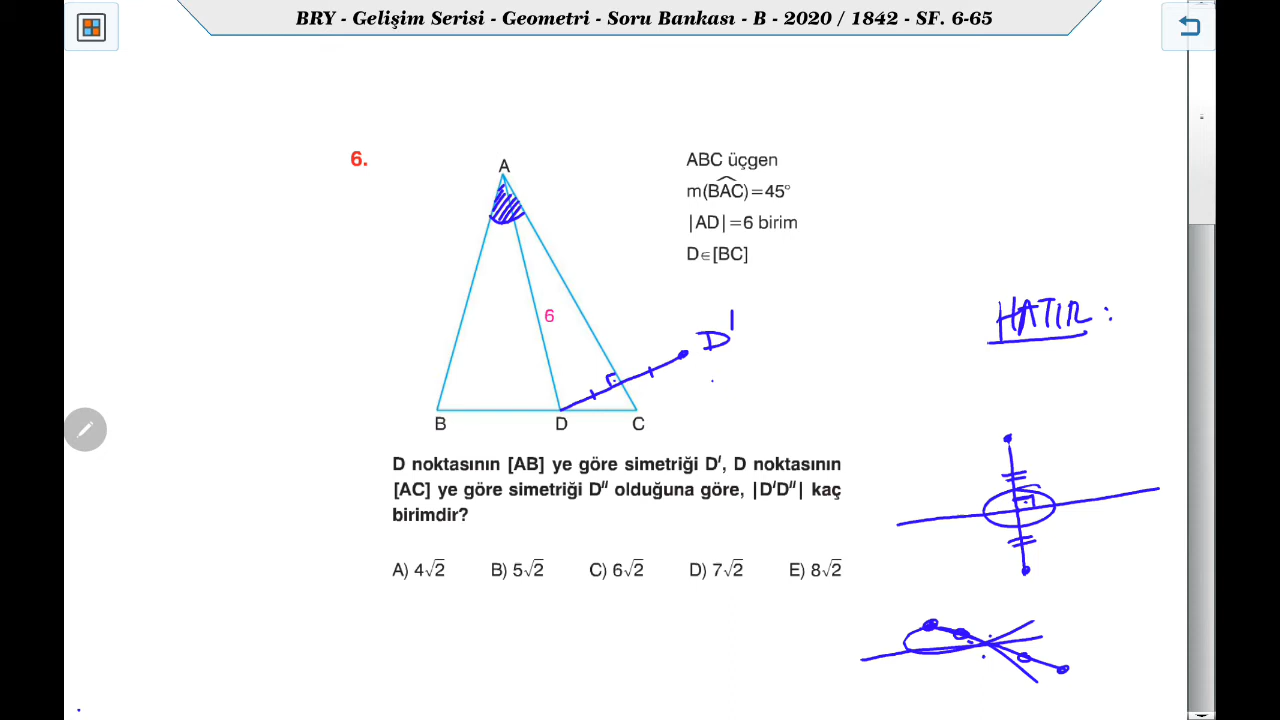 BRY - Gelişim Serisi - Geometri - Soru Bankası - B - 2020 / 1842 - SF. 6-65
6.
A
ABC üçgen
m(BAC)=45°
|AD|=6 birim
D∈[BC]
6
D'
HATIR :
B
D
C
D noktasının [AB] ye göre simetriği D', D noktasının
[AC] ye göre simetriği D'' olduğuna göre, |D'D''| kaç
birimdir?
A) 4√2 B) 5√2 C) 6√2 D) 7√2 E) 8√2